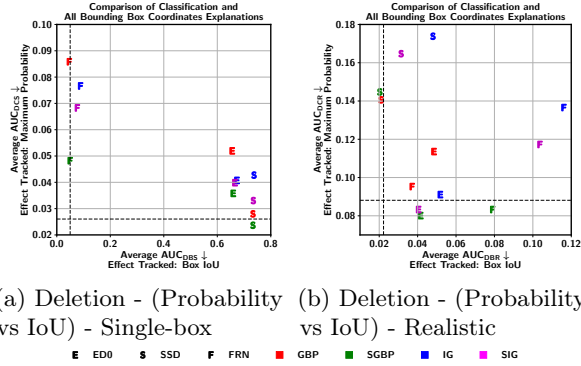 Comparison of Classification and
All Bounding Box Coordinates Explanations
0.10
0.09
0.08
0.07
0.06
0.05
0.04
0.03
0.02
Average AUC_DCS ↓
Effect Tracked: Maximum Probability
F
F
F
F
E
E
E
E
S
S
S
S
0.0 0.2 0.4 0.6 0.8
Average AUC_DBS ↓
Effect Tracked: Box IoU
Comparison of Classification and
All Bounding Box Coordinates Explanations
0.18
0.16
0.14
0.12
0.10
0.08
Average AUC_DCR ↓
Effect Tracked: Maximum Probability
S
S
S
S
F
F
F
F
E
E
E
E
0.02 0.04 0.06 0.08 0.10 0.12
Average AUC_DBR ↓
Effect Tracked: Box IoU
(a) Deletion - (Probability
vs IoU) - Single-box
(b) Deletion - (Probability
vs IoU) - Realistic
E ED0 S SSD F FRN GBP SGBP IG SIG